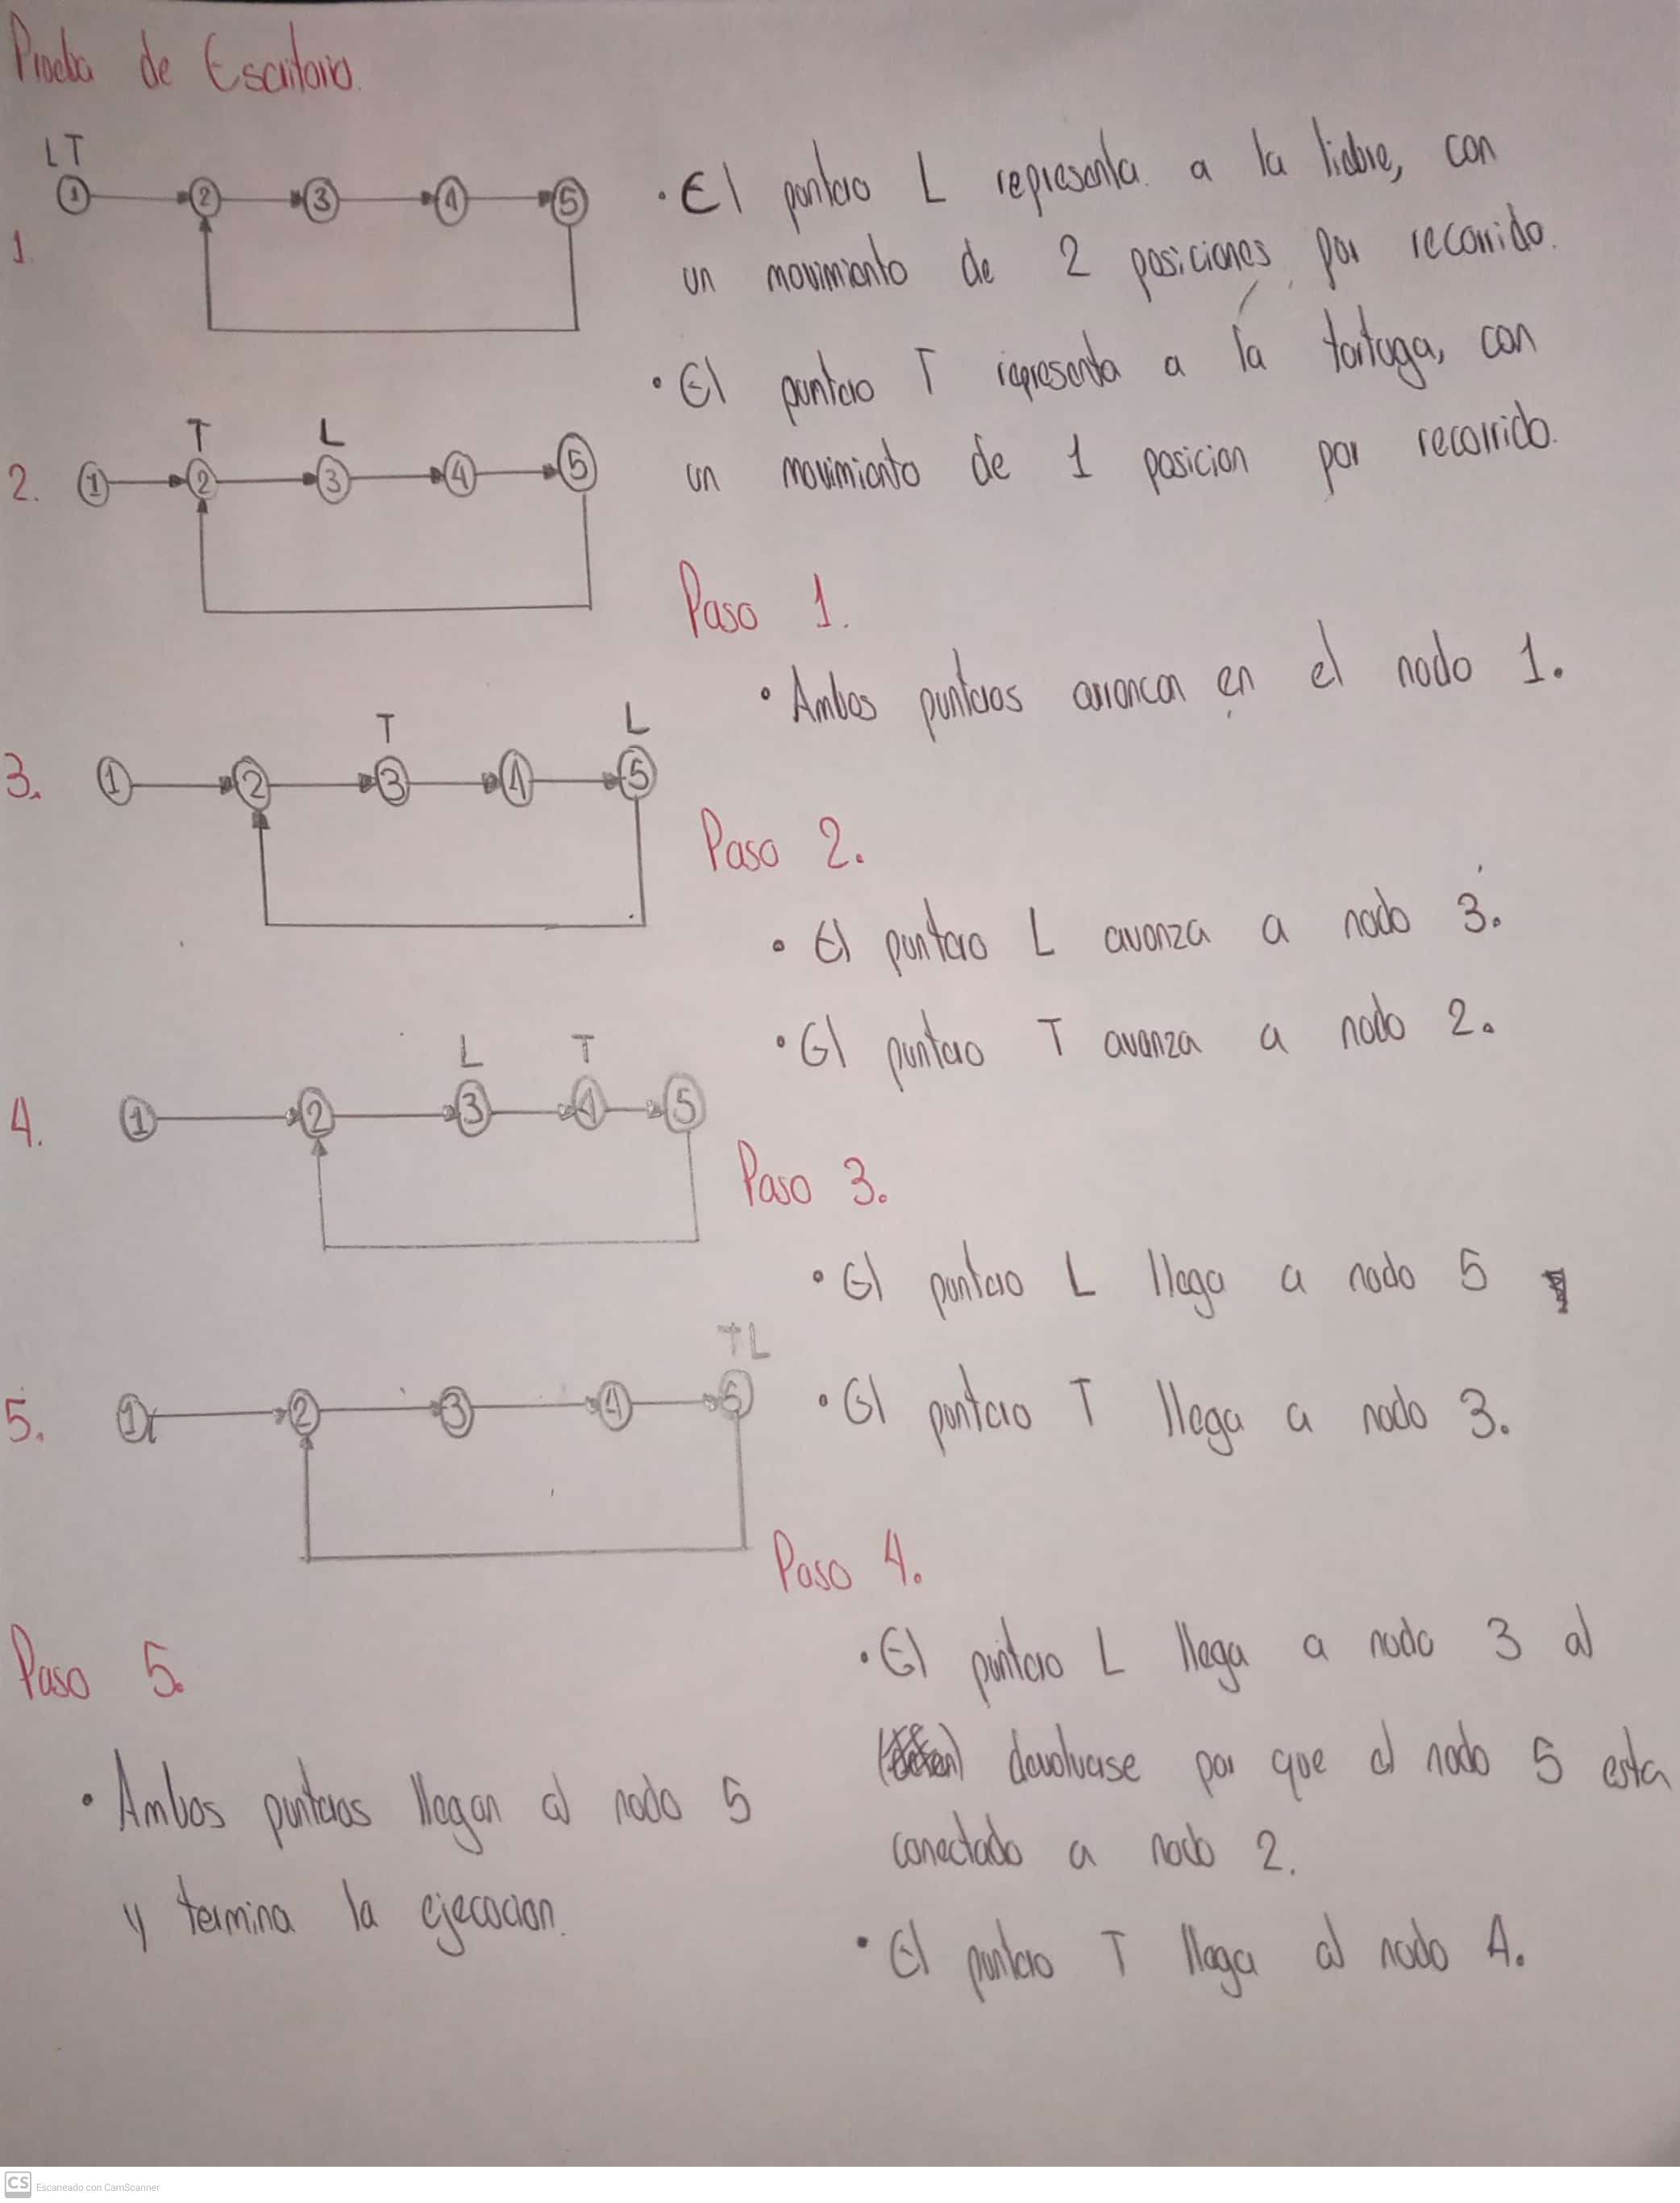 Prueba de Escritorio.
L T
1 2 3 4 5
1.
• El puntero L representa a la liebre, con
un movimiento de 2 posiciones por recorrido.
• El puntero T representa a la tortuga, con
un movimiento de 1 posicion por recorrido.
T L
2. 1 2 3 4 5
Paso 1.
• Ambos punteros arrancan en el nodo 1.
T L
3. 1 2 3 4 5
Paso 2.
• El puntero L avanza a nodo 3.
• El puntero T avanza a nodo 2.
L T
4. 1 2 3 4 5
Paso 3.
• El puntero L llega a nodo 5
• El puntero T llega a nodo 3.
T L
5. 1 2 3 4 5
Paso 4.
• El puntero L llega a nodo 3 al
devolverse por que el nodo 5 esta
conectado a nodo 2.
• El puntero T llega al nodo 4.
Paso 5.
• Ambos punteros llegan al nodo 5
y termina la ejecucion.
CS Escaneado con CamScanner